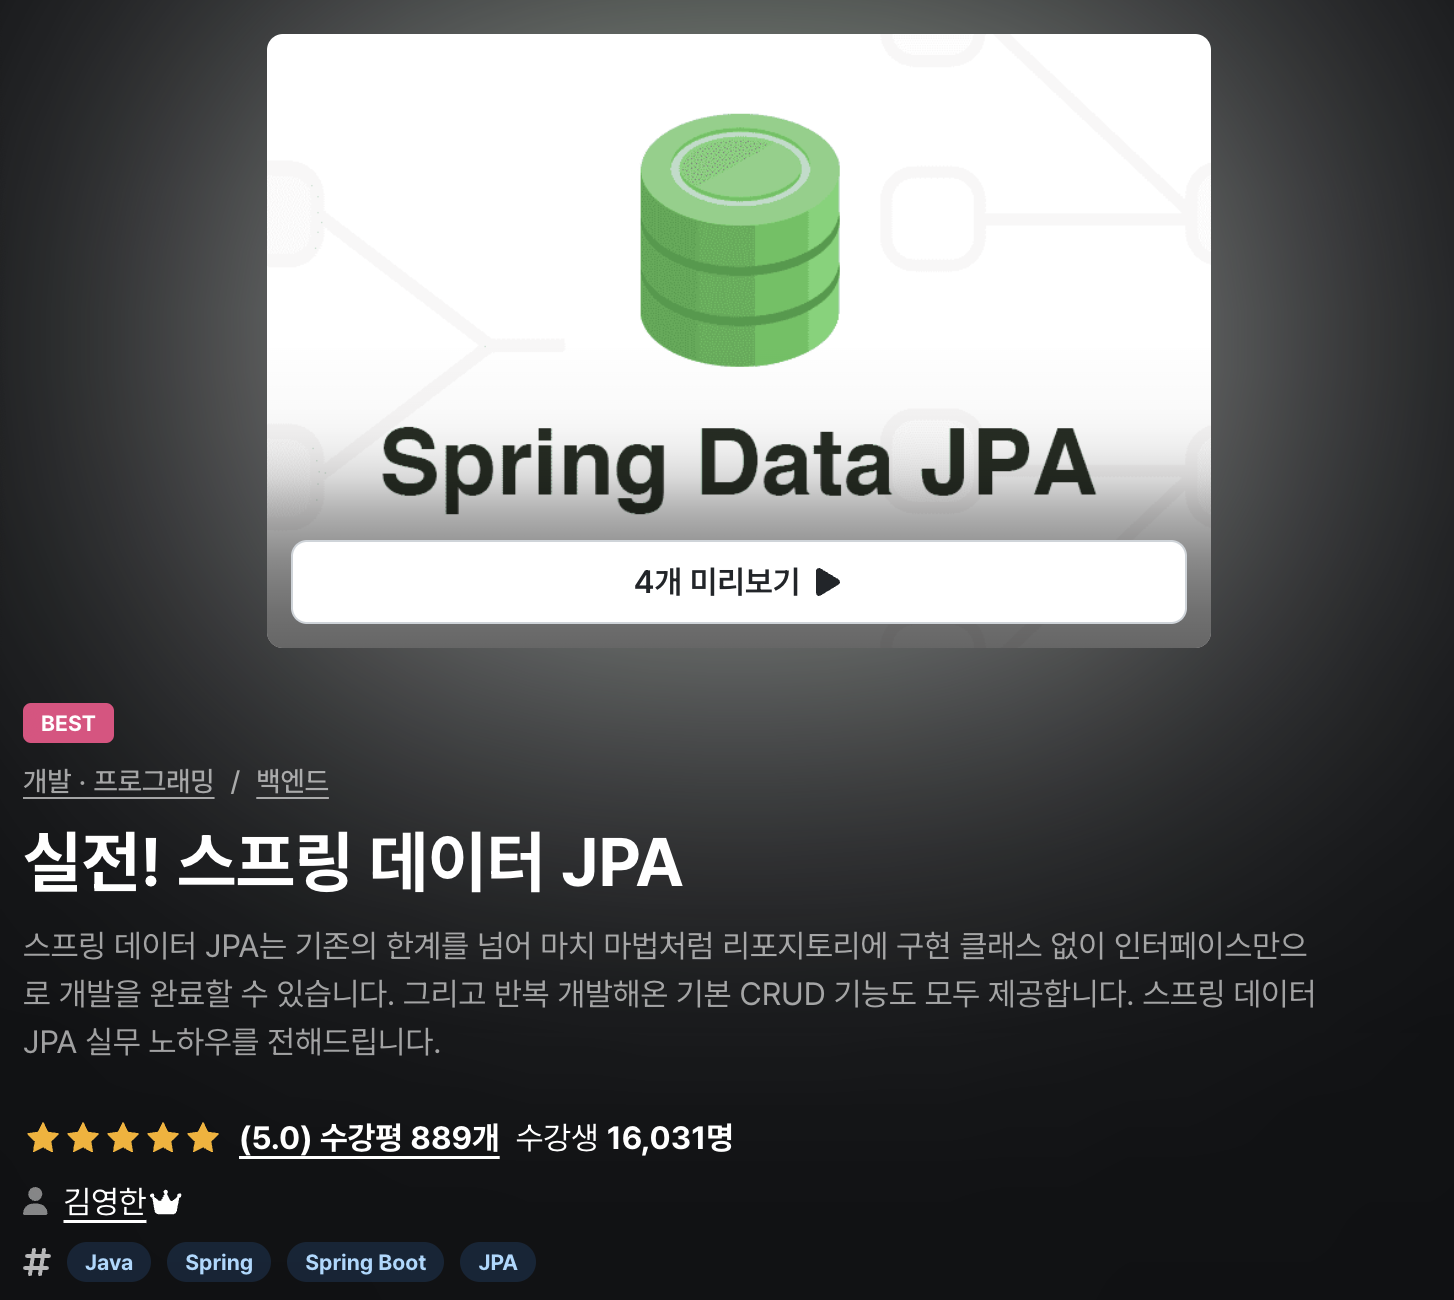 Spring Data JPA
4개 미리보기
BEST
개발 · 프로그래밍 / 백엔드
실전! 스프링 데이터 JPA
스프링 데이터 JPA는 기존의 한계를 넘어 마치 마법처럼 리포지토리에 구현 클래스 없이 인터페이스만으
로 개발을 완료할 수 있습니다. 그리고 반복 개발해온 기본 CRUD 기능도 모두 제공합니다. 스프링 데이터
JPA 실무 노하우를 전해드립니다.
(5.0) 수강평 889개 수강생 16,031명
김영한
# Java Spring Spring Boot JPA